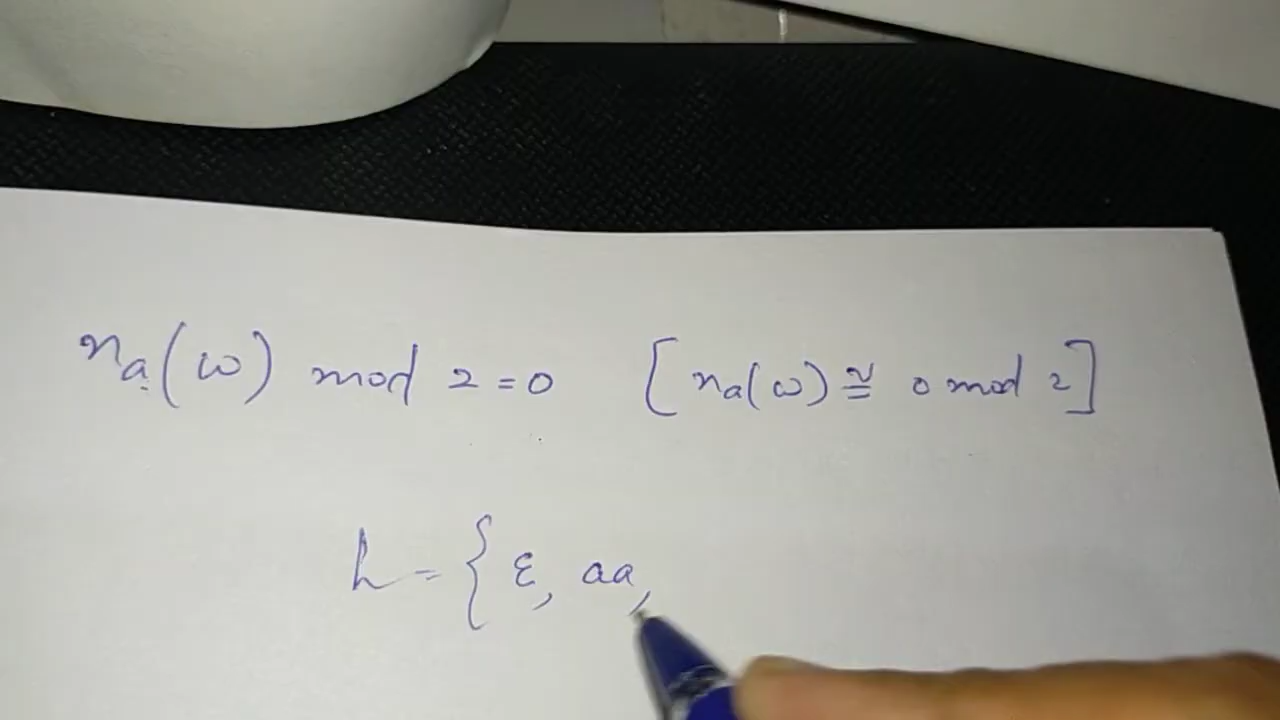 na(w) mod 2 = 0 [na(w) ≅ 0 mod 2]
L = { ε, aa,